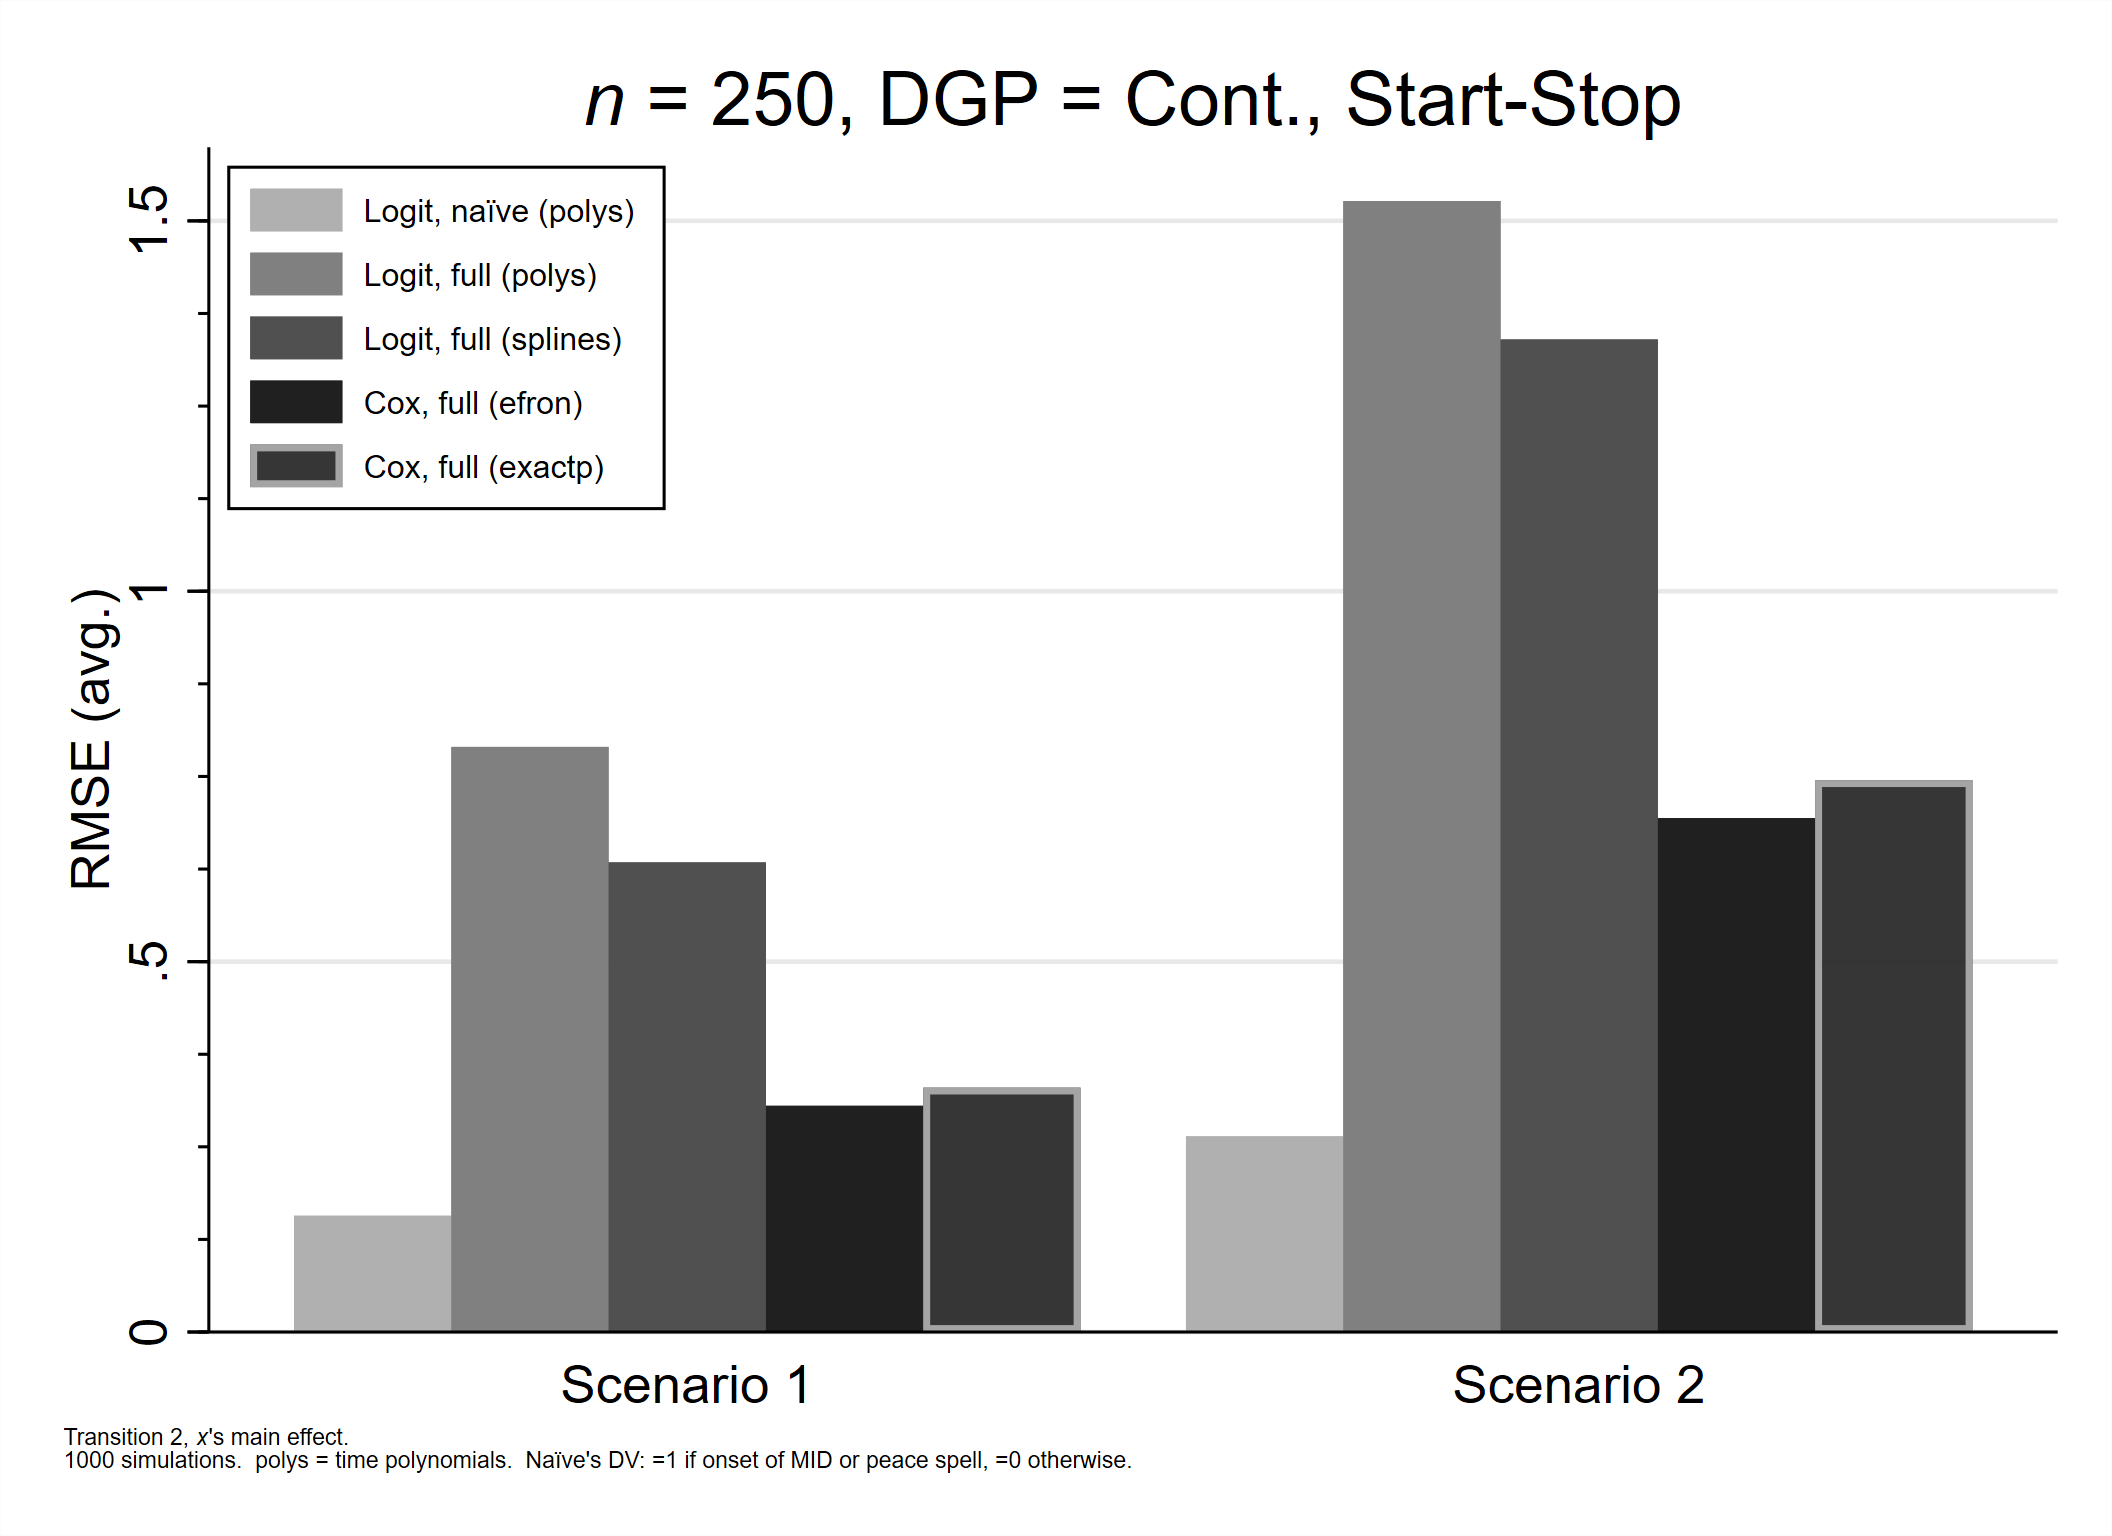 n = 250, DGP = Cont., Start-Stop
Logit, naïve (polys)
Logit, full (polys)
Logit, full (splines)
Cox, full (efron)
Cox, full (exactp)
RMSE (avg.)
1.5
1
.5
0
Scenario 1
Scenario 2
Transition 2, x's main effect.
1000 simulations.  polys = time polynomials.  Naïve's DV: =1 if onset of MID or peace spell, =0 otherwise.